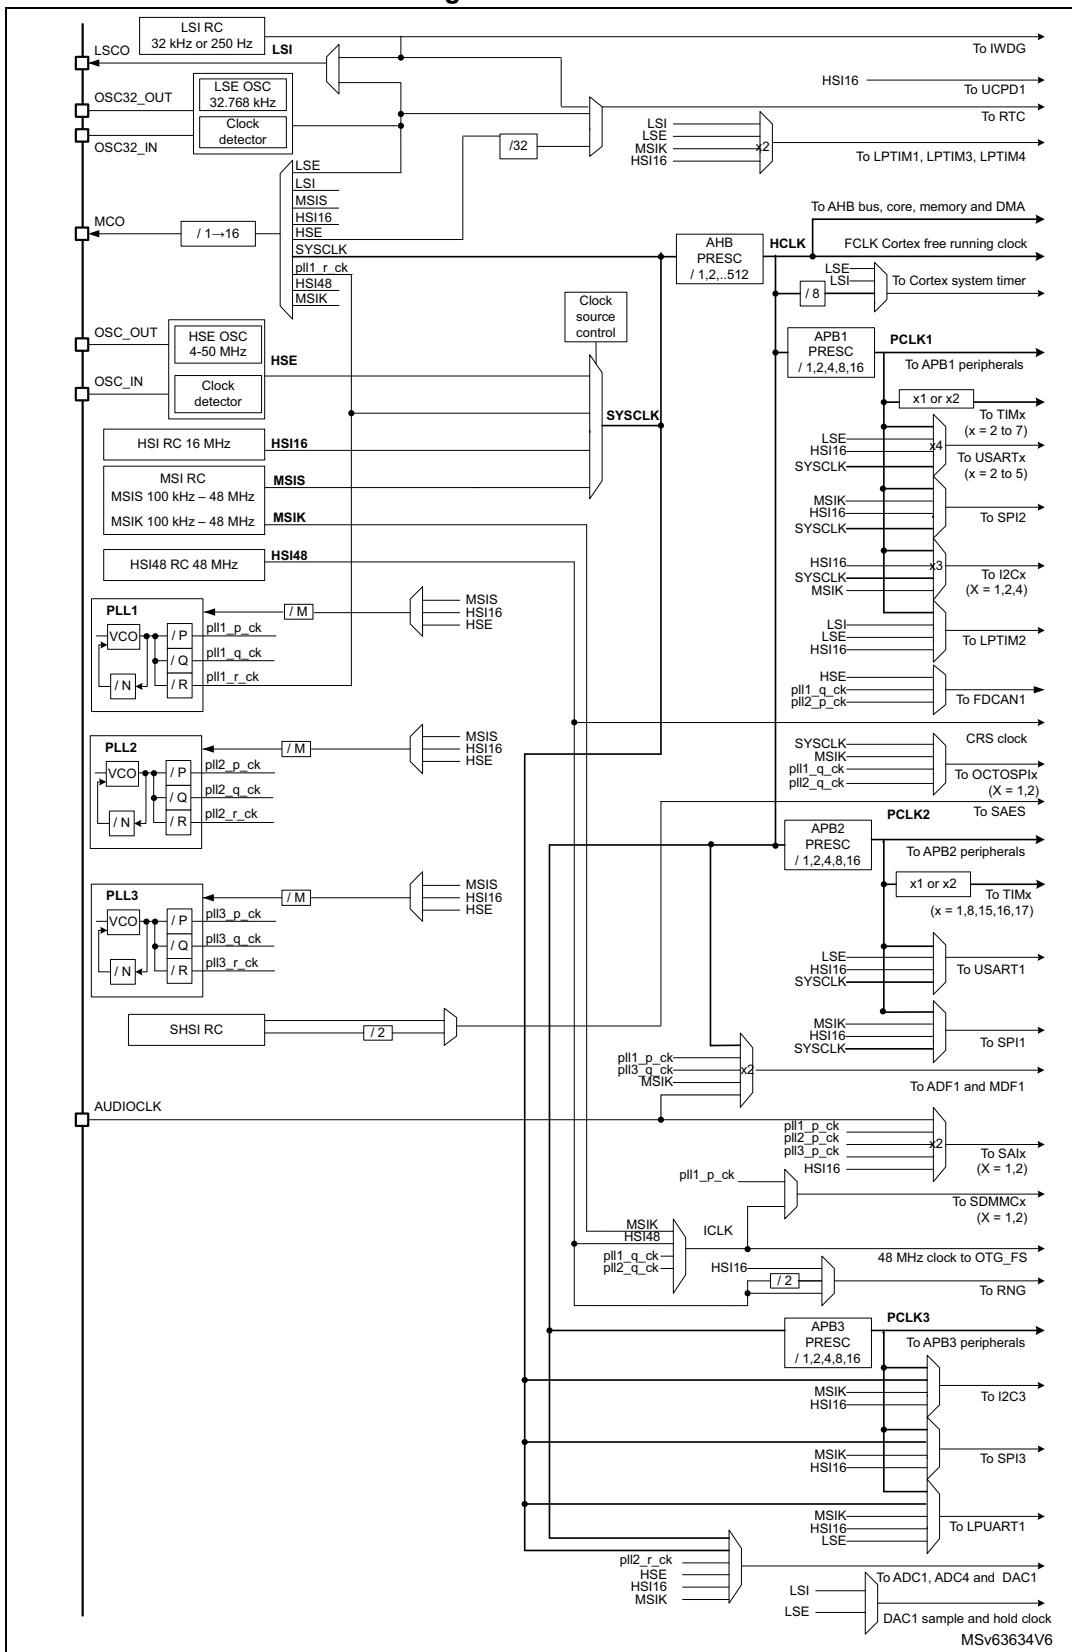 LSI RC
32 kHz or 250 Hz
LSI
LSCO
To IWDG
OSC32_OUT
LSE OSC
32.768 kHz
Clock
detector
OSC32_IN
HSI16
To UCPD1
To RTC
/32
LSI
LSE
MSIK
HSI16
x2
To LPTIM1, LPTIM3, LPTIM4
MCO
/ 1→16
LSE
LSI
MSIS
HSI16
HSE
SYSCLK
pll1_r_ck
HSI48
MSIK
AHB
PRESC
/ 1,2,..512
HCLK
To AHB bus, core, memory and DMA
FCLK Cortex free running clock
LSE
LSI
/ 8
To Cortex system timer
Clock
source
control
OSC_OUT
HSE OSC
4-50 MHz
HSE
OSC_IN
Clock
detector
SYSCLK
APB1
PRESC
/ 1,2,4,8,16
PCLK1
To APB1 peripherals
x1 or x2
To TIMx
(x = 2 to 7)
HSI RC 16 MHz
HSI16
LSE
HSI16
SYSCLK
x4
To USARTx
(x = 2 to 5)
MSI RC
MSIS 100 kHz – 48 MHz
MSIK 100 kHz – 48 MHz
MSIS
MSIK
MSIK
HSI16
SYSCLK
To SPI2
HSI48 RC 48 MHz
HSI48
HSI16
SYSCLK
MSIK
x3
To I2Cx
(X = 1,2,4)
PLL1
VCO
/ N
/ P
/ Q
/ R
pll1_p_ck
pll1_q_ck
pll1_r_ck
/ M
MSIS
HSI16
HSE
LSI
LSE
HSI16
To LPTIM2
HSE
pll1_q_ck
pll2_p_ck
To FDCAN1
CRS clock
PLL2
VCO
/ N
/ P
/ Q
/ R
pll2_p_ck
pll2_q_ck
pll2_r_ck
/ M
MSIS
HSI16
HSE
SYSCLK
MSIK
pll1_q_ck
pll2_q_ck
To OCTOSPIx
(X = 1,2)
To SAES
APB2
PRESC
/ 1,2,4,8,16
PCLK2
To APB2 peripherals
x1 or x2
To TIMx
(x = 1,8,15,16,17)
PLL3
VCO
/ N
/ P
/ Q
/ R
pll3_p_ck
pll3_q_ck
pll3_r_ck
/ M
MSIS
HSI16
HSE
LSE
HSI16
SYSCLK
To USART1
SHSI RC
/ 2
MSIK
HSI16
SYSCLK
To SPI1
pll1_p_ck
pll3_q_ck
MSIK
x2
To ADF1 and MDF1
AUDIOCLK
pll1_p_ck
pll2_p_ck
pll3_p_ck
HSI16
x2
To SAIx
(X = 1,2)
pll1_p_ck
To SDMMCx
(X = 1,2)
MSIK
HSI48
pll1_q_ck
pll2_q_ck
ICLK
48 MHz clock to OTG_FS
HSI16
/ 2
To RNG
APB3
PRESC
/ 1,2,4,8,16
PCLK3
To APB3 peripherals
MSIK
HSI16
To I2C3
MSIK
HSI16
To SPI3
MSIK
HSI16
LSE
To LPUART1
pll2_r_ck
HSE
HSI16
MSIK
To ADC1, ADC4 and DAC1
LSI
LSE
DAC1 sample and hold clock
MSv63634V6